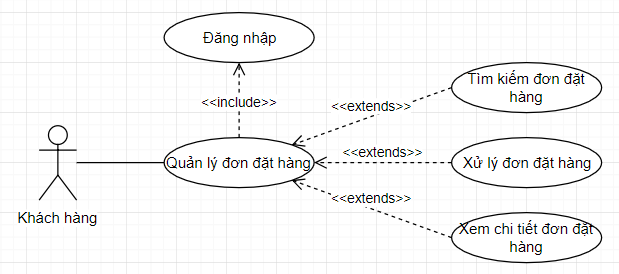 Đăng nhập
<<include>>
Tìm kiếm đơn đặt
hàng
<<extends>>
Quản lý đơn đặt hàng
<<extends>>
Xử lý đơn đặt hàng
<<extends>>
Xem chi tiết đơn đặt
hàng
Khách hàng